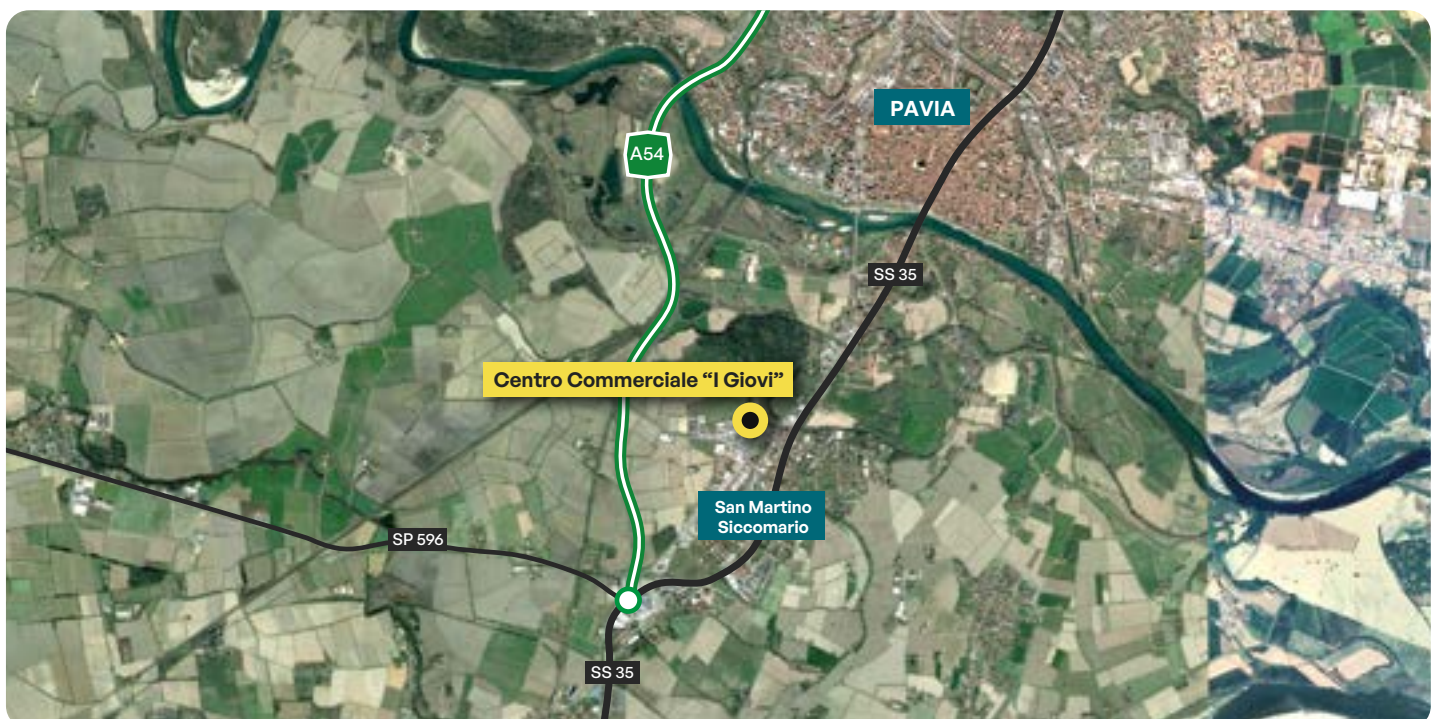 PAVIA
A54
SS 35
Centro Commerciale “I Giovi”
San Martino
Siccomario
SP 596
SS 35